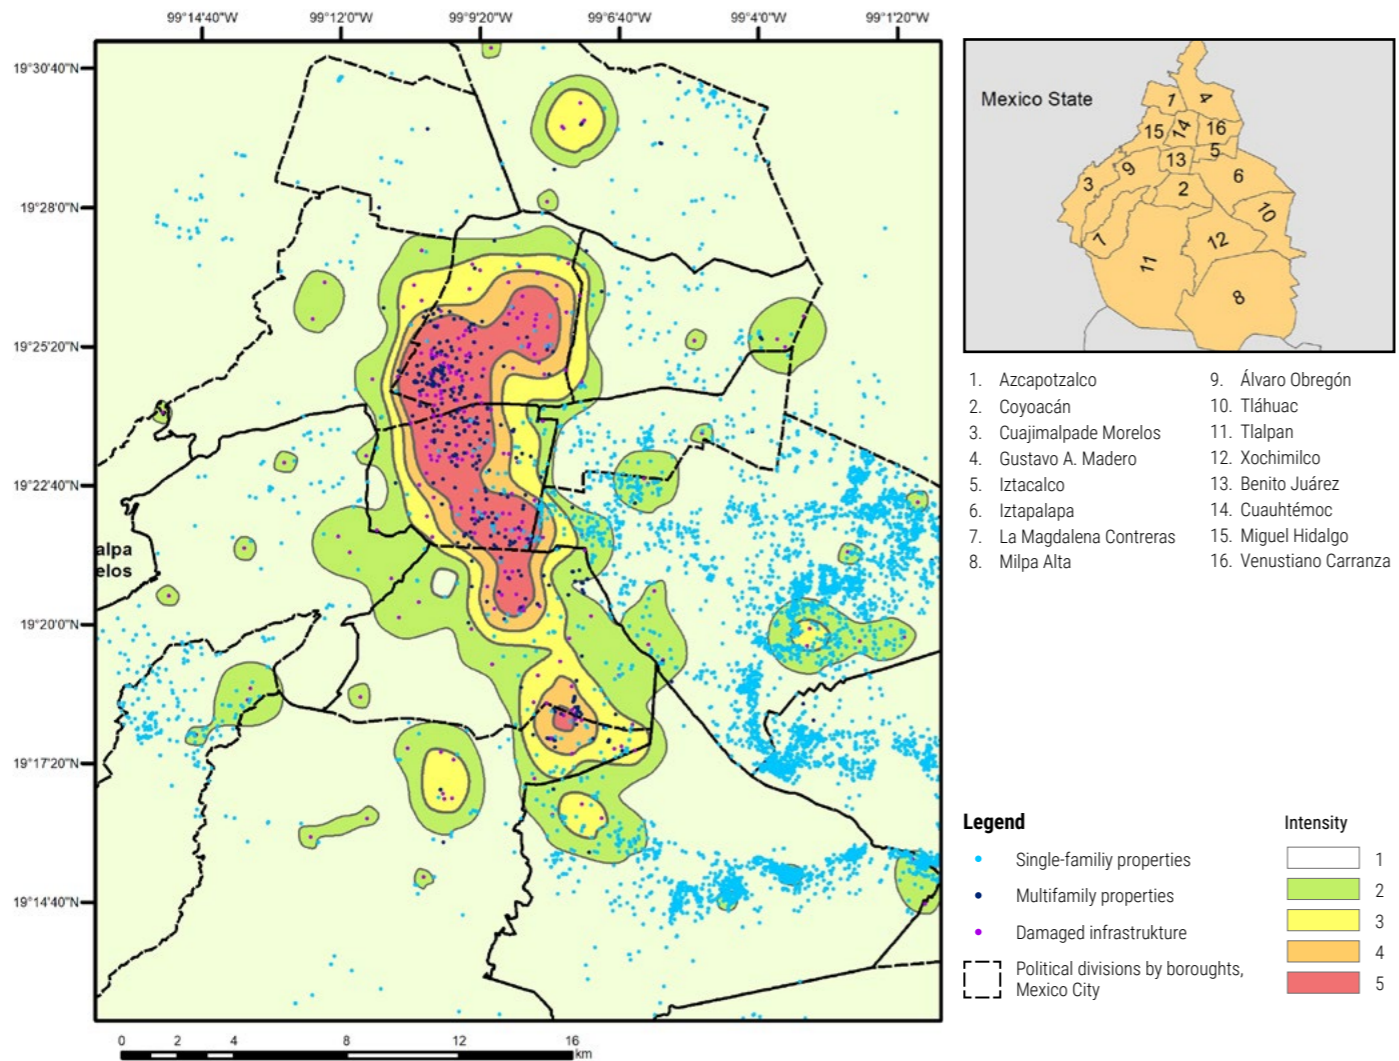 99°14'40"W 99°12'0"W 99°9'20"W 99°6'40"W 99°4'0"W 99°1'20"W
19°30'40"N
19°28'0"N
19°25'20"N
19°22'40"N
19°20'0"N
19°17'20"N
19°14'40"N
alpa
elos
0 2 4 8 12 16
km
Mexico State
1
4
15
14
16
5
13
9
3
2
6
10
7
12
11
8
1. Azcapotzalco
2. Coyoacán
3. Cuajimalpade Morelos
4. Gustavo A. Madero
5. Iztacalco
6. Iztapalapa
7. La Magdalena Contreras
8. Milpa Alta
9. Álvaro Obregón
10. Tláhuac
11. Tlalpan
12. Xochimilco
13. Benito Juárez
14. Cuauhtémoc
15. Miguel Hidalgo
16. Venustiano Carranza
Legend
Single-familiy properties
Multifamily properties
Damaged infrastrukture
Political divisions by boroughts,
Mexico City
Intensity
1
2
3
4
5